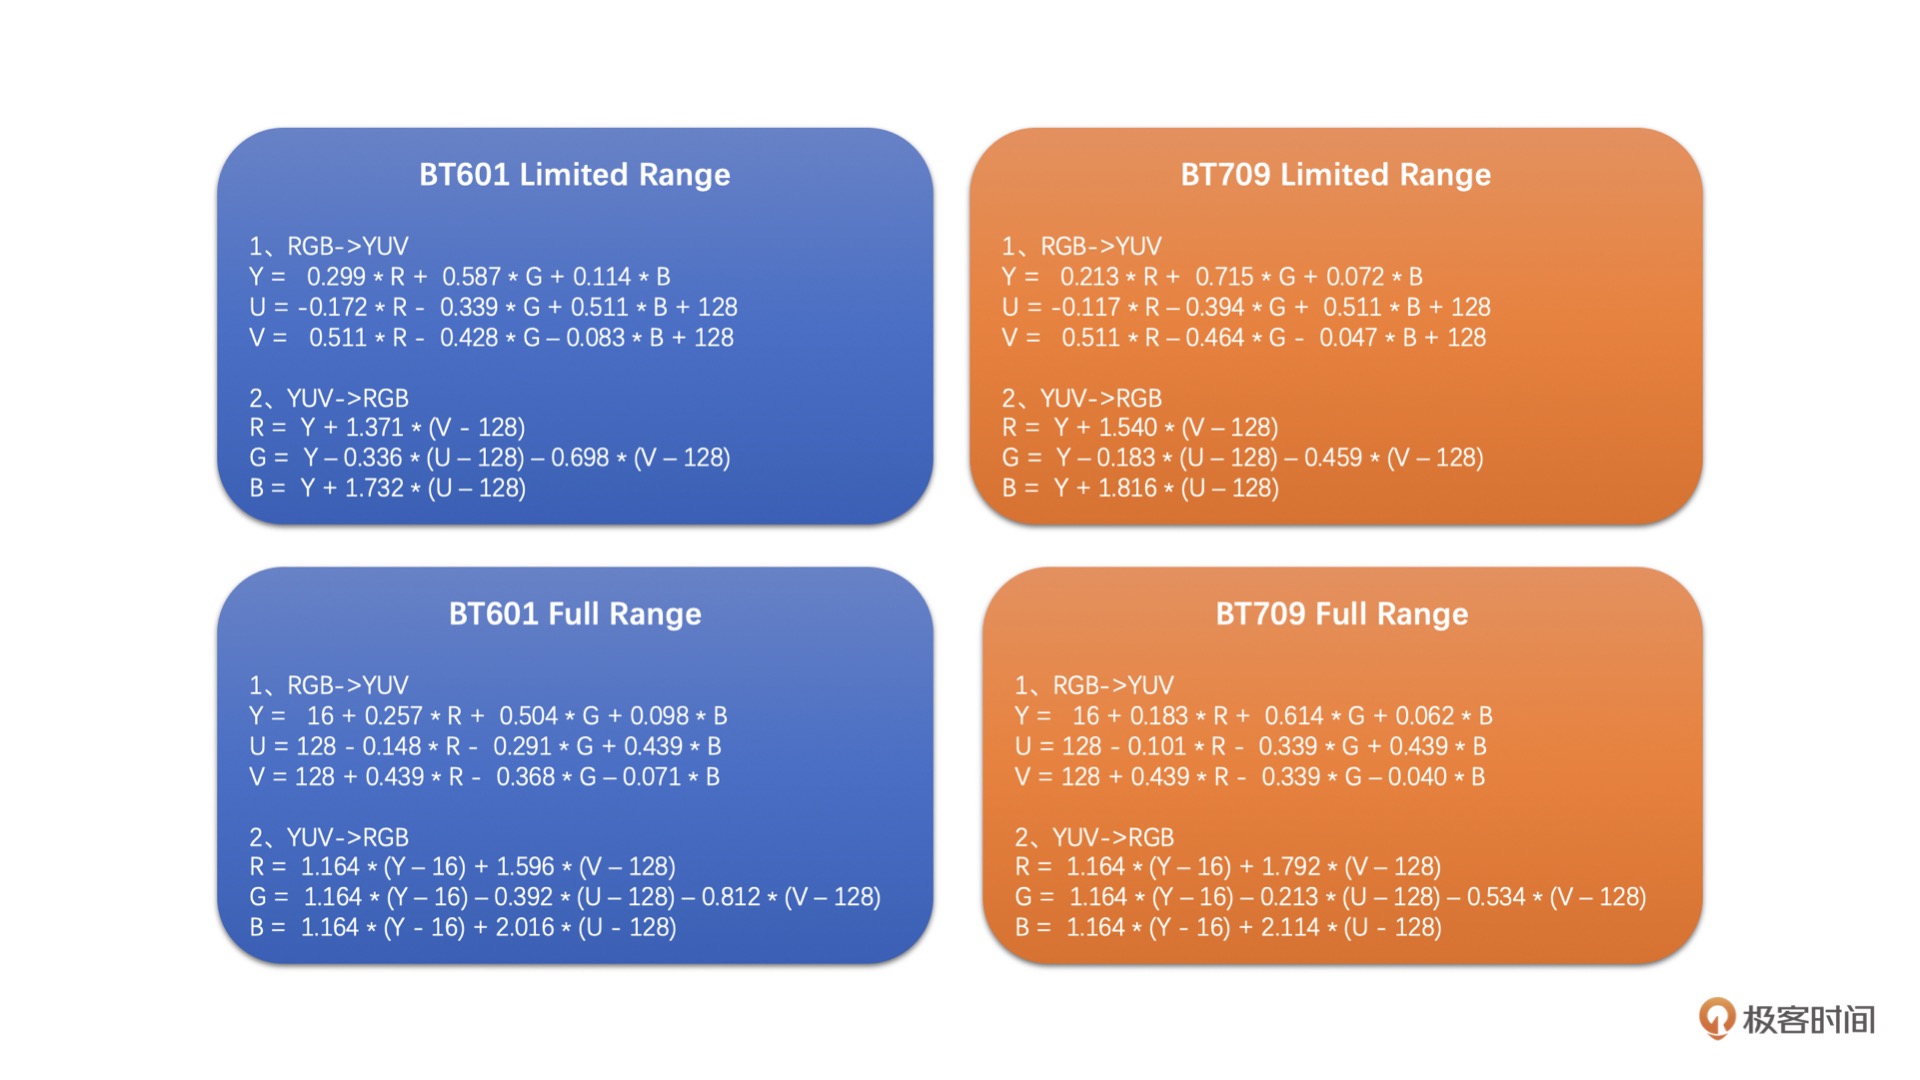 BT601 Limited Range
1、RGB->YUV
Y = 0.299 * R + 0.587 * G + 0.114 * B
U = -0.172 * R - 0.339 * G + 0.511 * B + 128
V = 0.511 * R - 0.428 * G – 0.083 * B + 128
2、YUV->RGB
R = Y + 1.371 * (V - 128)
G = Y – 0.336 * (U – 128) – 0.698 * (V – 128)
B = Y + 1.732 * (U – 128)
BT709 Limited Range
1、RGB->YUV
Y = 0.213 * R + 0.715 * G + 0.072 * B
U = -0.117 * R – 0.394 * G + 0.511 * B + 128
V = 0.511 * R – 0.464 * G - 0.047 * B + 128
2、YUV->RGB
R = Y + 1.540 * (V – 128)
G = Y – 0.183 * (U – 128) – 0.459 * (V – 128)
B = Y + 1.816 * (U – 128)
BT601 Full Range
1、RGB->YUV
Y = 16 + 0.257 * R + 0.504 * G + 0.098 * B
U = 128 - 0.148 * R - 0.291 * G + 0.439 * B
V = 128 + 0.439 * R - 0.368 * G – 0.071 * B
2、YUV->RGB
R = 1.164 * (Y – 16) + 1.596 * (V – 128)
G = 1.164 * (Y – 16) – 0.392 * (U – 128) – 0.812 * (V – 128)
B = 1.164 * (Y - 16) + 2.016 * (U - 128)
BT709 Full Range
1、RGB->YUV
Y = 16 + 0.183 * R + 0.614 * G + 0.062 * B
U = 128 - 0.101 * R - 0.339 * G + 0.439 * B
V = 128 + 0.439 * R - 0.339 * G – 0.040 * B
2、YUV->RGB
R = 1.164 * (Y – 16) + 1.792 * (V – 128)
G = 1.164 * (Y – 16) – 0.213 * (U – 128) – 0.534 * (V – 128)
B = 1.164 * (Y - 16) + 2.114 * (U - 128)
极客时间